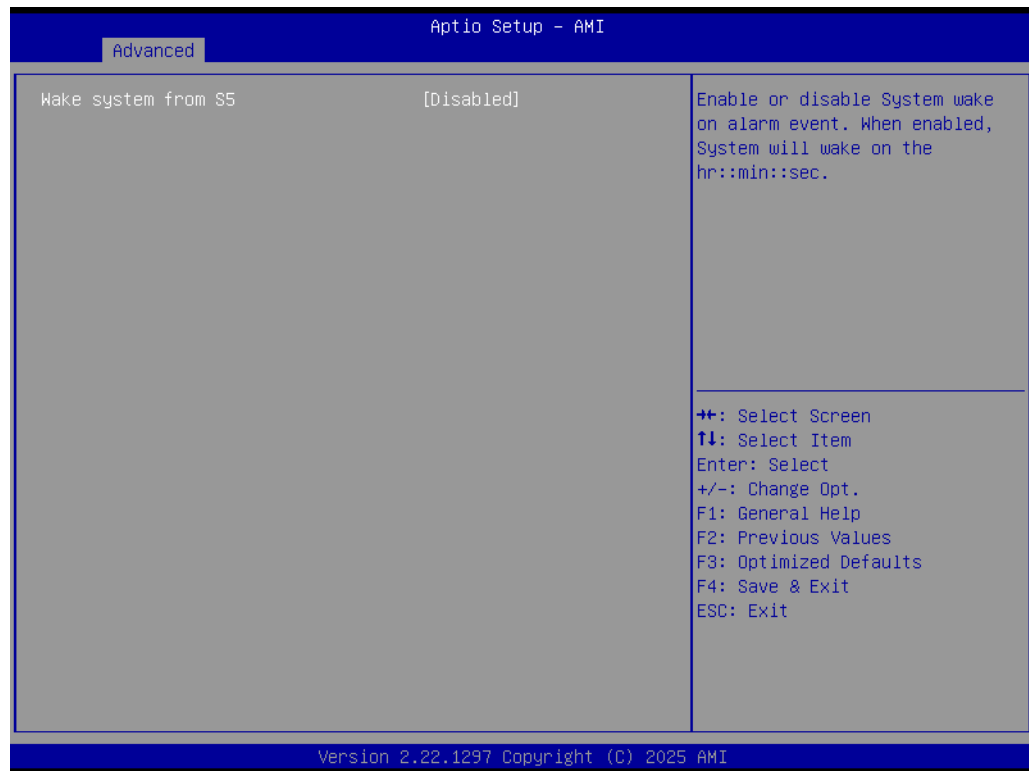 Aptio Setup – AMI
Advanced
Wake system from S5 [Disabled]
Enable or disable System wake
on alarm event. When enabled,
System will wake on the
hr::min::sec.
→←: Select Screen
↑↓: Select Item
Enter: Select
+/-: Change Opt.
F1: General Help
F2: Previous Values
F3: Optimized Defaults
F4: Save & Exit
ESC: Exit
Version 2.22.1297 Copyright (C) 2025 AMI